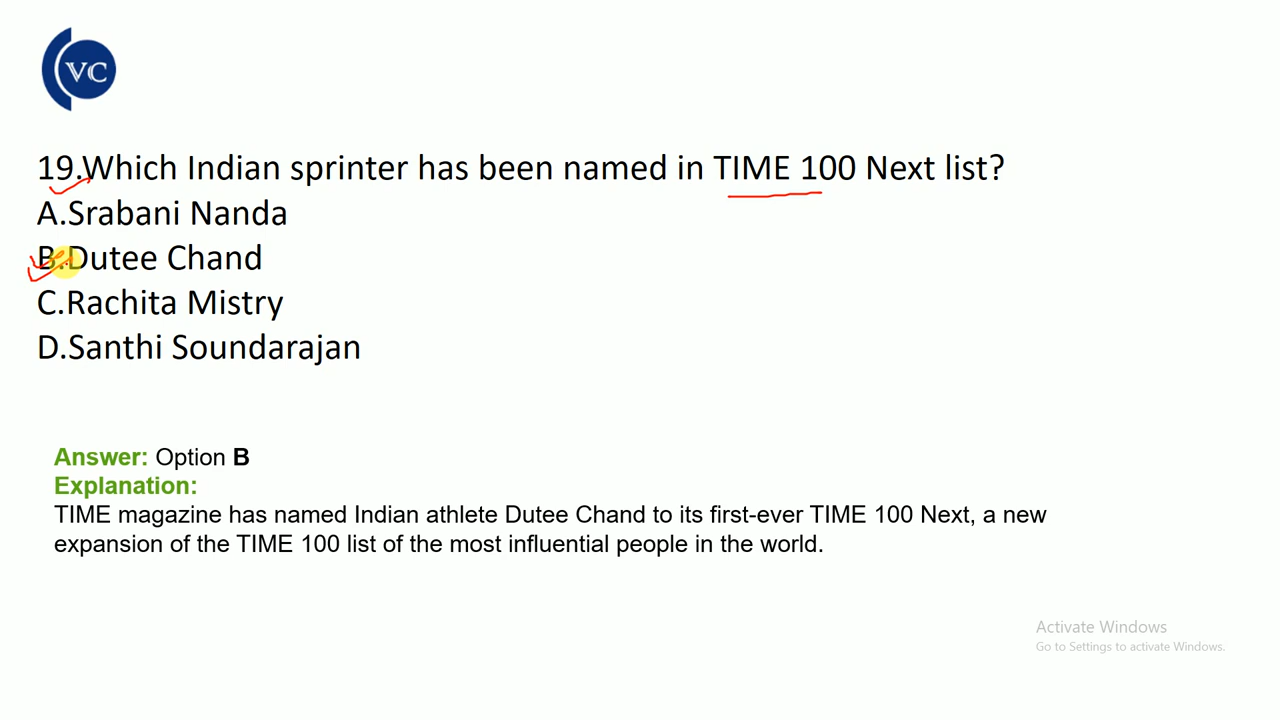 VC
19.Which Indian sprinter has been named in TIME 100 Next list?
A.Srabani Nanda
B.Dutee Chand
C.Rachita Mistry
D.Santhi Soundarajan
Answer: Option B
Explanation:
TIME magazine has named Indian athlete Dutee Chand to its first-ever TIME 100 Next, a new
expansion of the TIME 100 list of the most influential people in the world.
Activate Windows
Go to Settings to activate Windows.